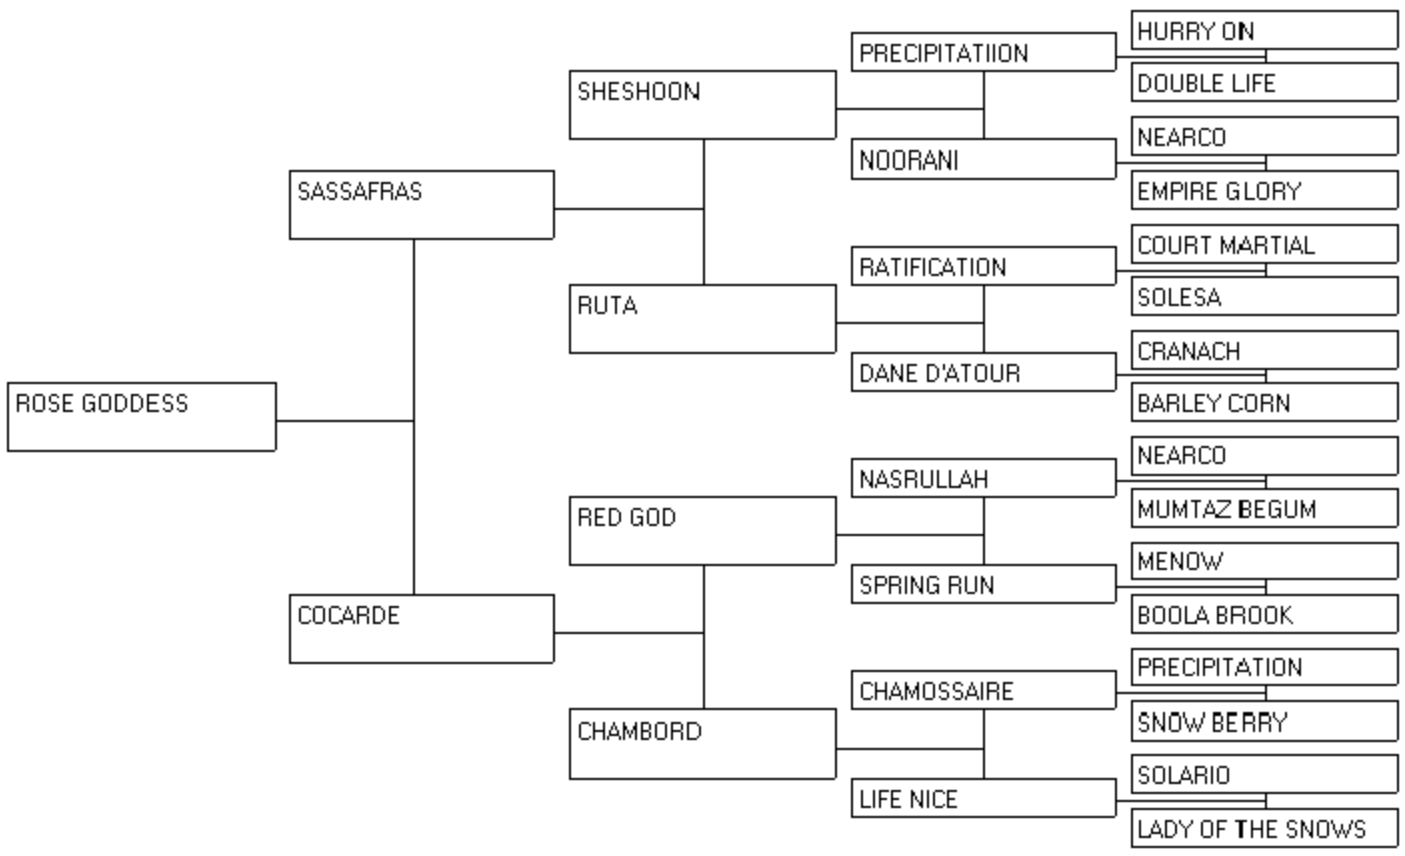 HURRY ON
PRECIPITATIION
DOUBLE LIFE
SHESHOON
NEARCO
NOORANI
EMPIRE GLORY
SASSAFRAS
COURT MARTIAL
RATIFICATION
SOLESA
RUTA
CRANACH
DANE D'ATOUR
BARLEY CORN
ROSE GODDESS
NEARCO
NASRULLAH
MUMTAZ BEGUM
RED GOD
MENOW
SPRING RUN
BOOLA BROOK
COCARDE
PRECIPITATION
CHAMOSSAIRE
SNOW BERRY
CHAMBORD
SOLARIO
LIFE NICE
LADY OF THE SNOWS